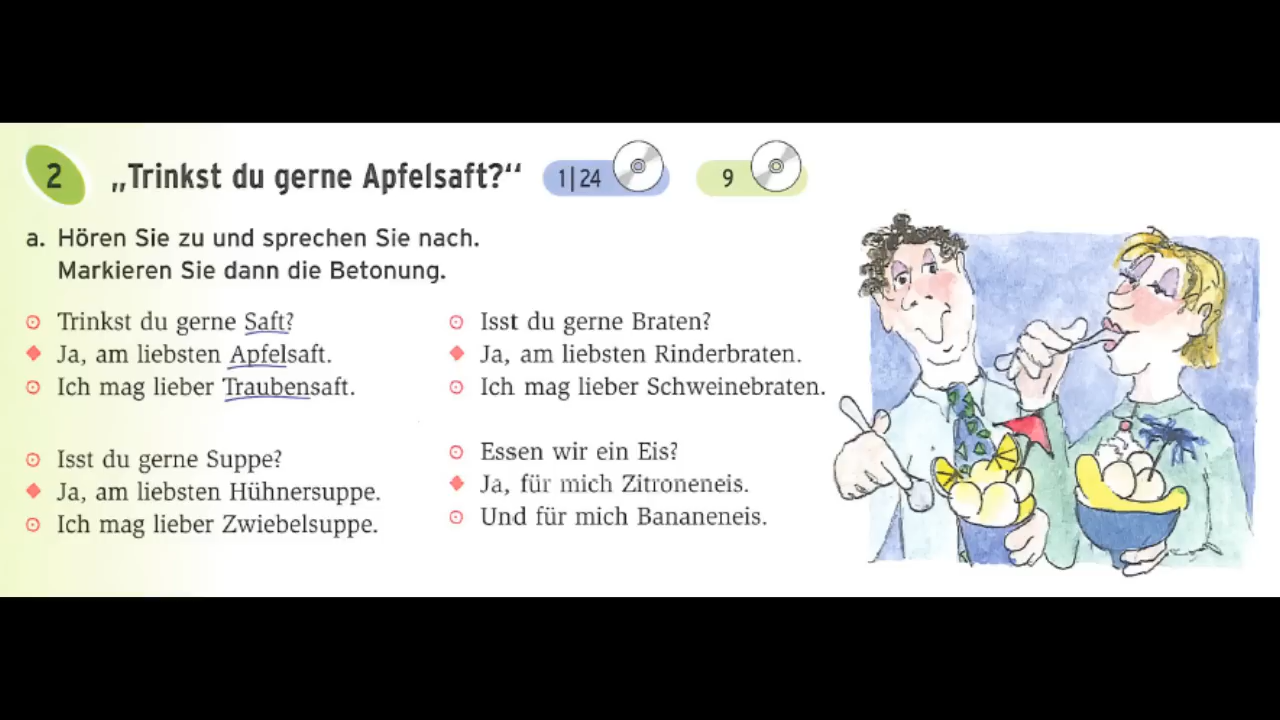 2 „Trinkst du gerne Apfelsaft?“ 1|24 9
a. Hören Sie zu und sprechen Sie nach.
Markieren Sie dann die Betonung.
Trinkst du gerne Saft?
Ja, am liebsten Apfelsaft.
Ich mag lieber Traubensaft.
Isst du gerne Suppe?
Ja, am liebsten Hühnersuppe.
Ich mag lieber Zwiebelsuppe.
Isst du gerne Braten?
Ja, am liebsten Rinderbraten.
Ich mag lieber Schweinebraten.
Essen wir ein Eis?
Ja, für mich Zitroneneis.
Und für mich Bananeneis.